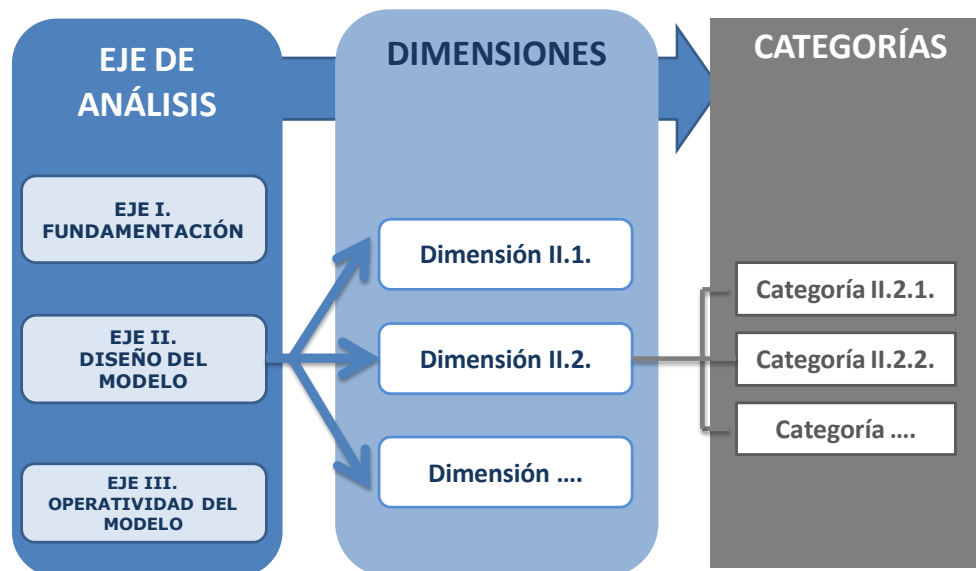 EJE DE
ANÁLISIS
EJE I.
FUNDAMENTACIÓN
EJE II.
DISEÑO DEL
MODELO
EJE III.
OPERATIVIDAD DEL
MODELO
DIMENSIONES
Dimensión II.1.
Dimensión II.2.
Dimensión ....
CATEGORÍAS
Categoría II.2.1.
Categoría II.2.2.
Categoría ....